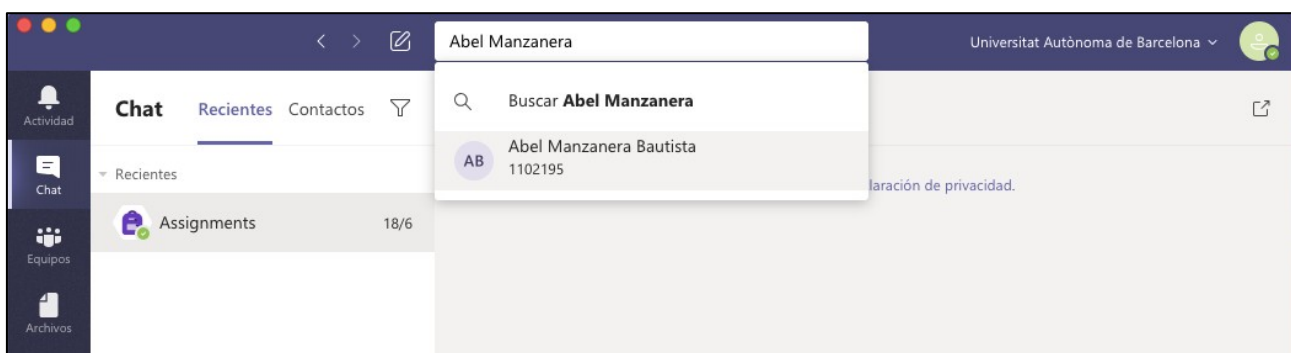 Abel Manzanera
Universitat Autònoma de Barcelona
Actividad
Chat
Recientes
Contactos
Buscar Abel Manzanera
AB
Abel Manzanera Bautista
1102195
Chat
Recientes
laración de privacidad.
Assignments
18/6
Equipos
Archivos